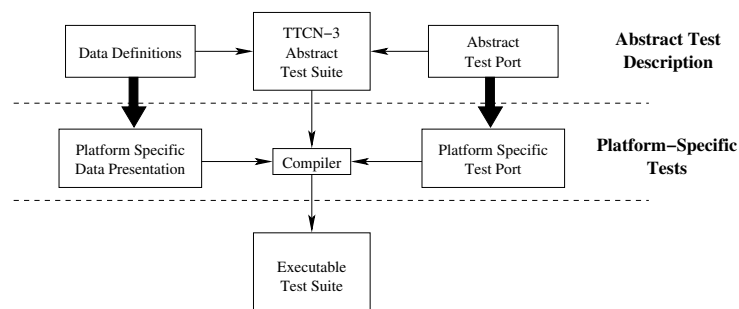 Data Definitions
TTCN-3
Abstract
Test Suite
Abstract
Test Port
Abstract Test
Description
Platform Specific
Data Presentation
Compiler
Platform Specific
Test Port
Platform-Specific
Tests
Executable
Test Suite